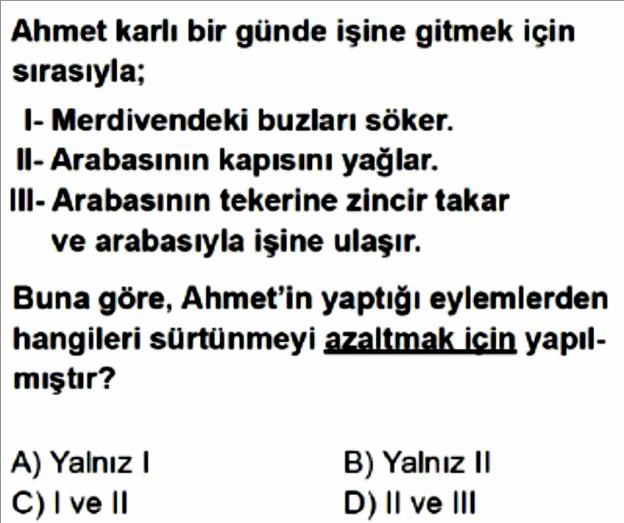 Ahmet karlı bir günde işine gitmek için
sırasıyla;
I- Merdivendeki buzları söker.
II- Arabasının kapısını yağlar.
III- Arabasının tekerine zincir takar
ve arabasıyla işine ulaşır.
Buna göre, Ahmet'in yaptığı eylemlerden
hangileri sürtünmeyi azaltmak için yapıl-
mıştır?
A) Yalnız I B) Yalnız II
C) I ve II D) II ve III